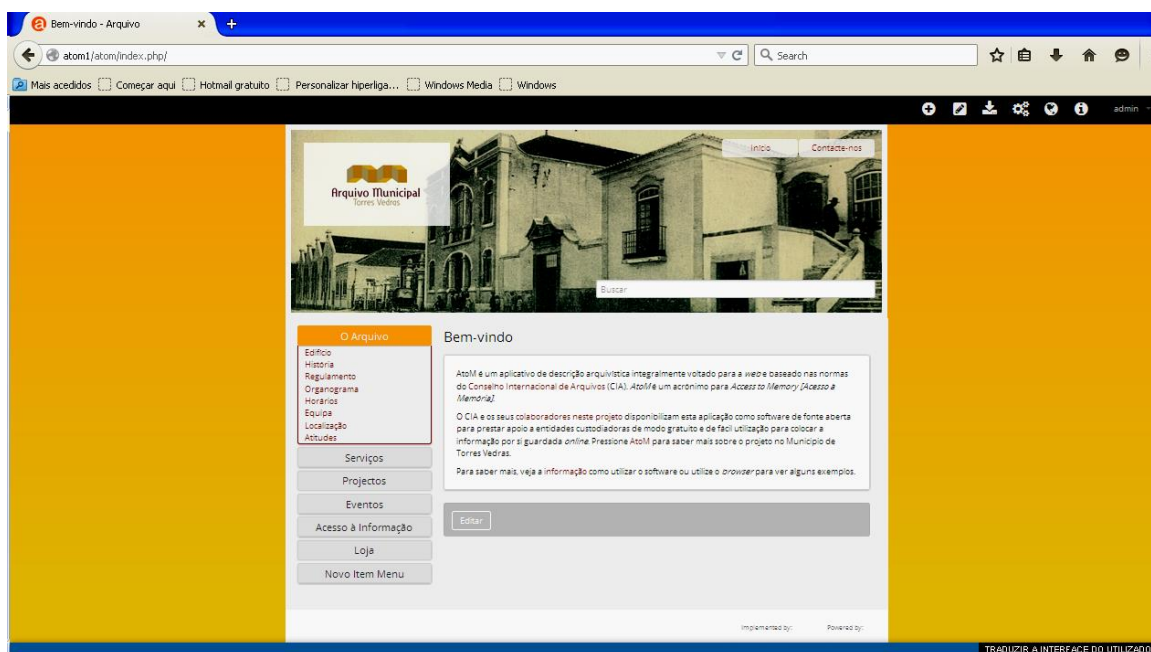 Bem-vindo - Arquivo
atom1/atom/index.php/
Search
Mais acedidos Começar aqui Hotmail gratuito Personalizar hiperliga... Windows Media Windows
admin
Início Contacte-nos
Arquivo Municipal
Torres Vedras
Buscar
O Arquivo
Edifício
História
Regulamento
Organograma
Horários
Equipa
Localização
Atitudes
Serviços
Projectos
Eventos
Acesso à Informação
Loja
Novo Item Menu
Bem-vindo
AtoM é um aplicativo de descrição arquivística integralmente voltado para a web e baseado nas normas
do Conselho Internacional de Arquivos (CIA). AtoM é um acrónimo para Access to Memory [Acesso à
Memória].
O CIA e os seus colaboradores neste projeto disponibilizam esta aplicação como software de fonte aberta
para prestar apoio a entidades custodiadoras de modo gratuito e de fácil utilização para colocar a
informação por si guardada online. Pressione AtoM para saber mais sobre o projeto no Município de
Torres Vedras.
Para saber mais, veja a informação como utilizar o software ou utilize o browser para ver alguns exemplos.
Editar
Implemented by: Powered by:
TRADUZIR A INTERFACE DO UTILIZADO